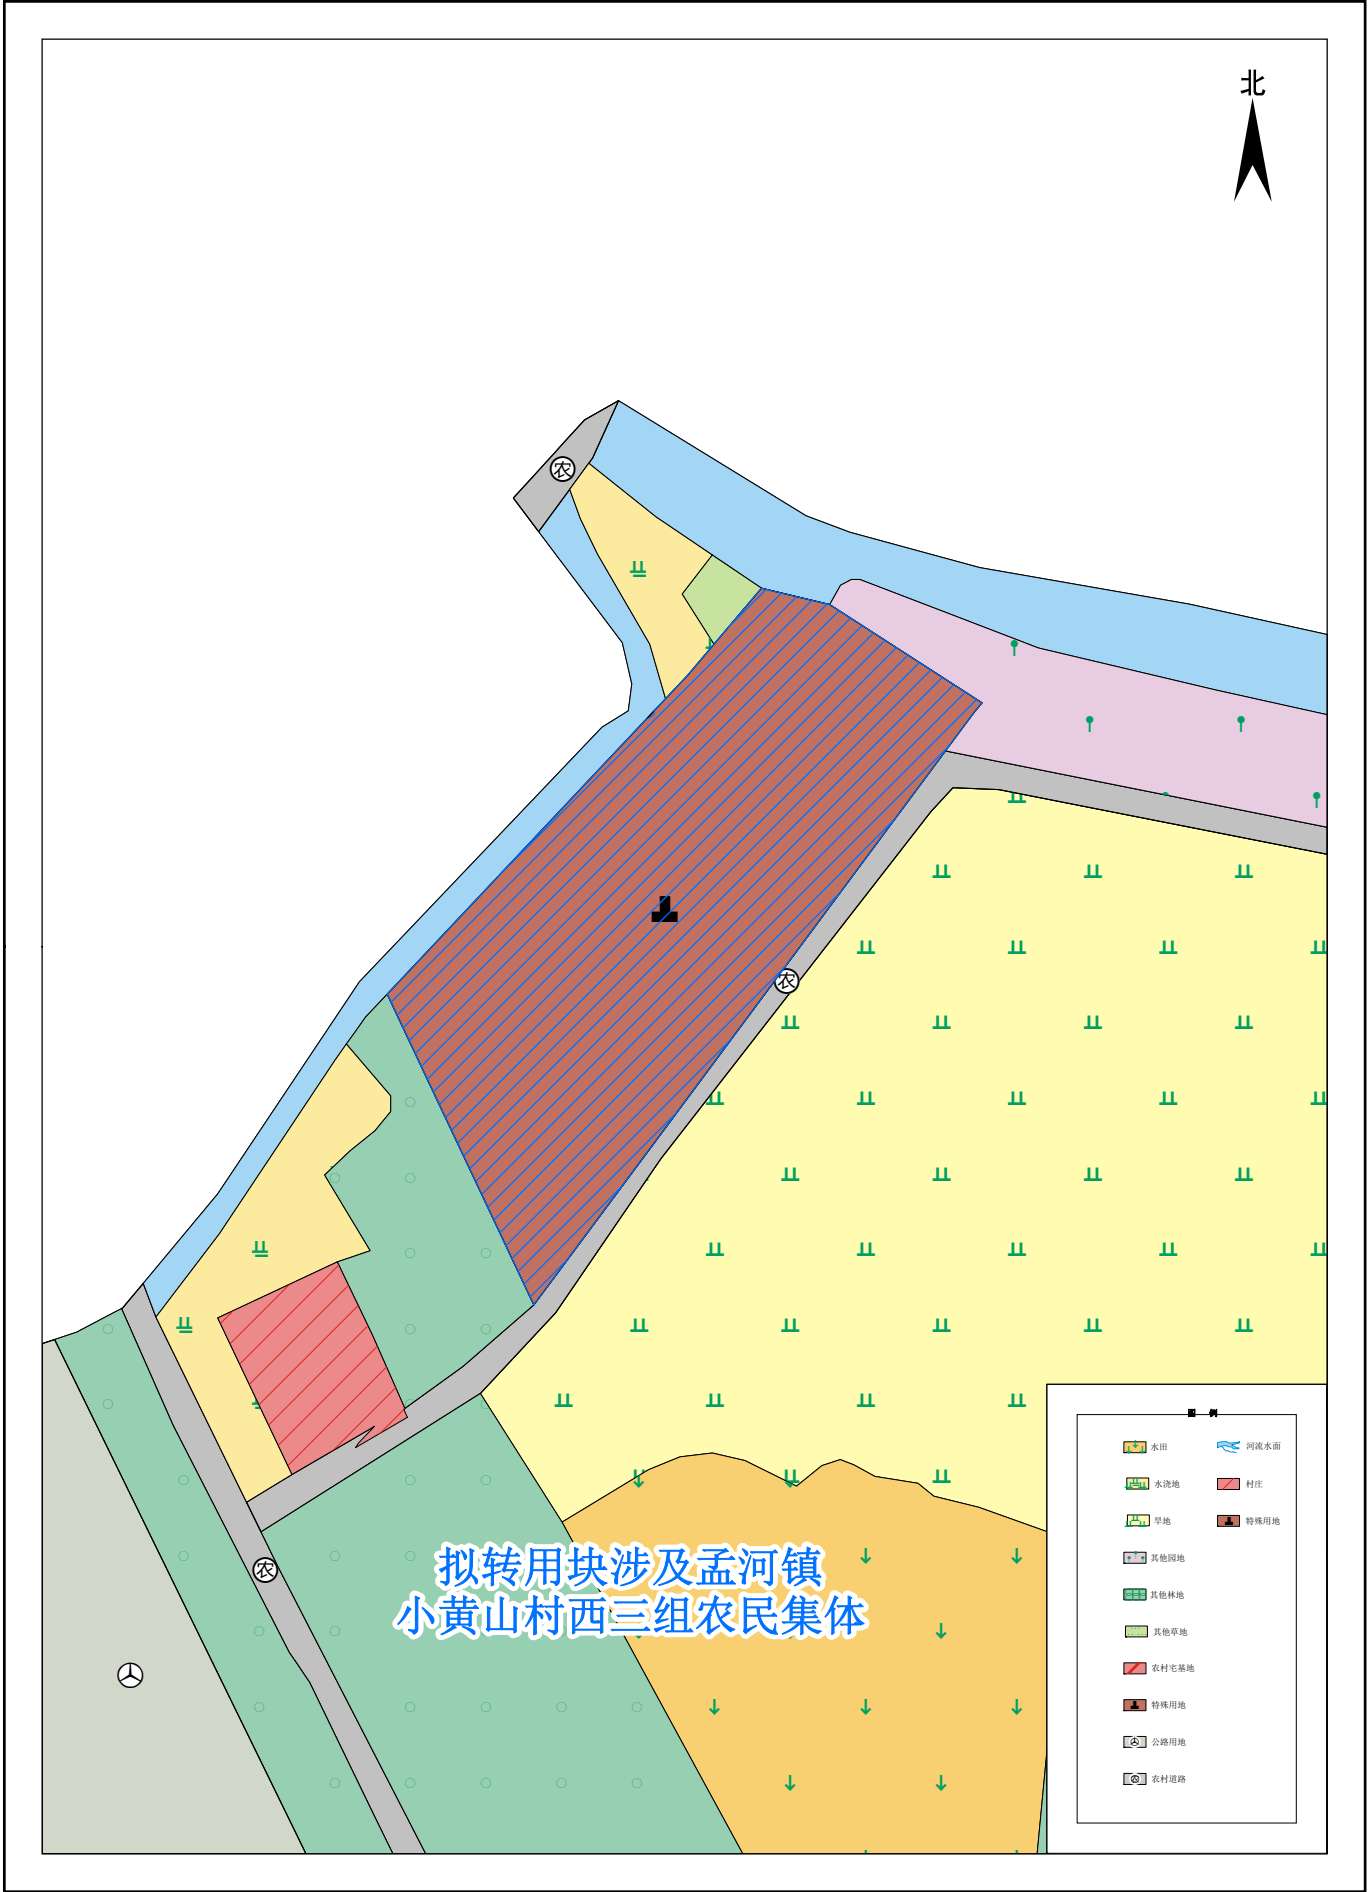 北
农
农
农
拟转用块涉及孟河镇
小黄山村西三组农民集体
图 例
水田
河流水面
水浇地
村庄
旱地
特殊用地
其他园地
其他林地
其他草地
农村宅基地
特殊用地
公路用地
农
农村道路